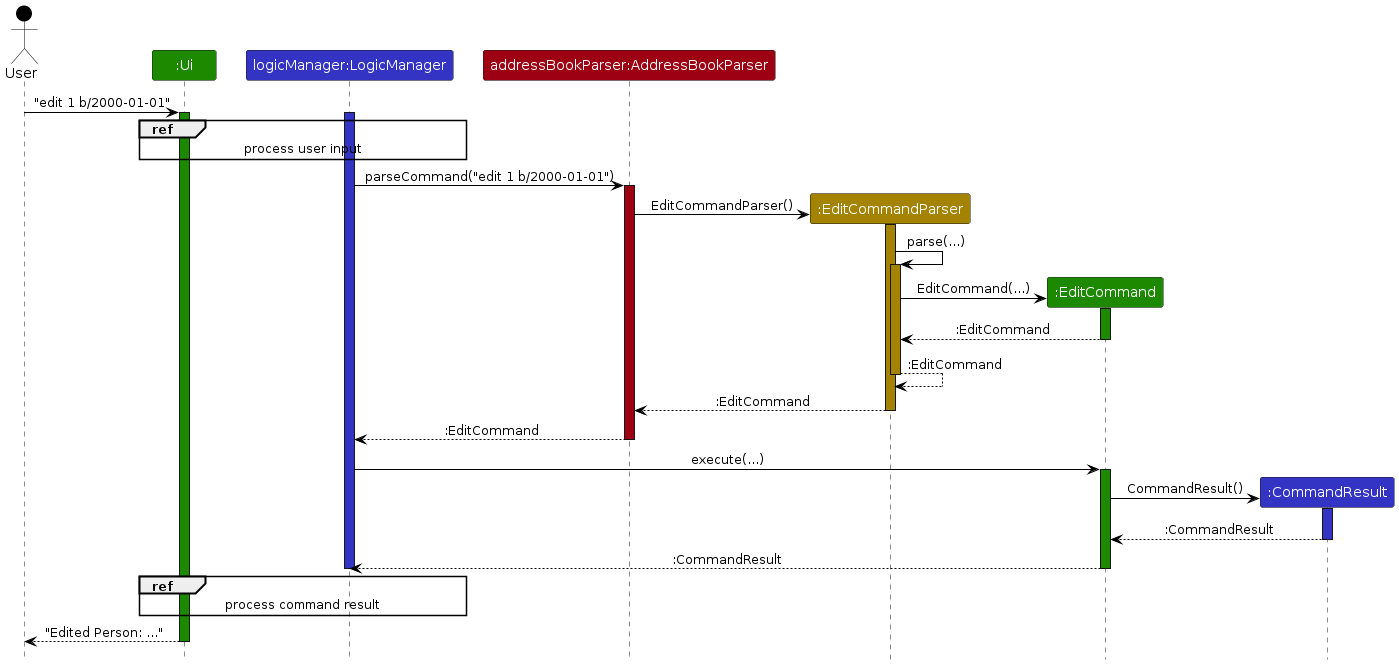 User
:Ui
logicManager:LogicManager
addressBookParser:AddressBookParser
"edit 1 b/2000-01-01"
ref
process user input
parseCommand("edit 1 b/2000-01-01")
EditCommandParser()
:EditCommandParser
parse(...)
EditCommand(...)
:EditCommand
:EditCommand
:EditCommand
:EditCommand
:EditCommand
execute(...)
CommandResult()
:CommandResult
:CommandResult
:CommandResult
ref
process command result
"Edited Person: ..."